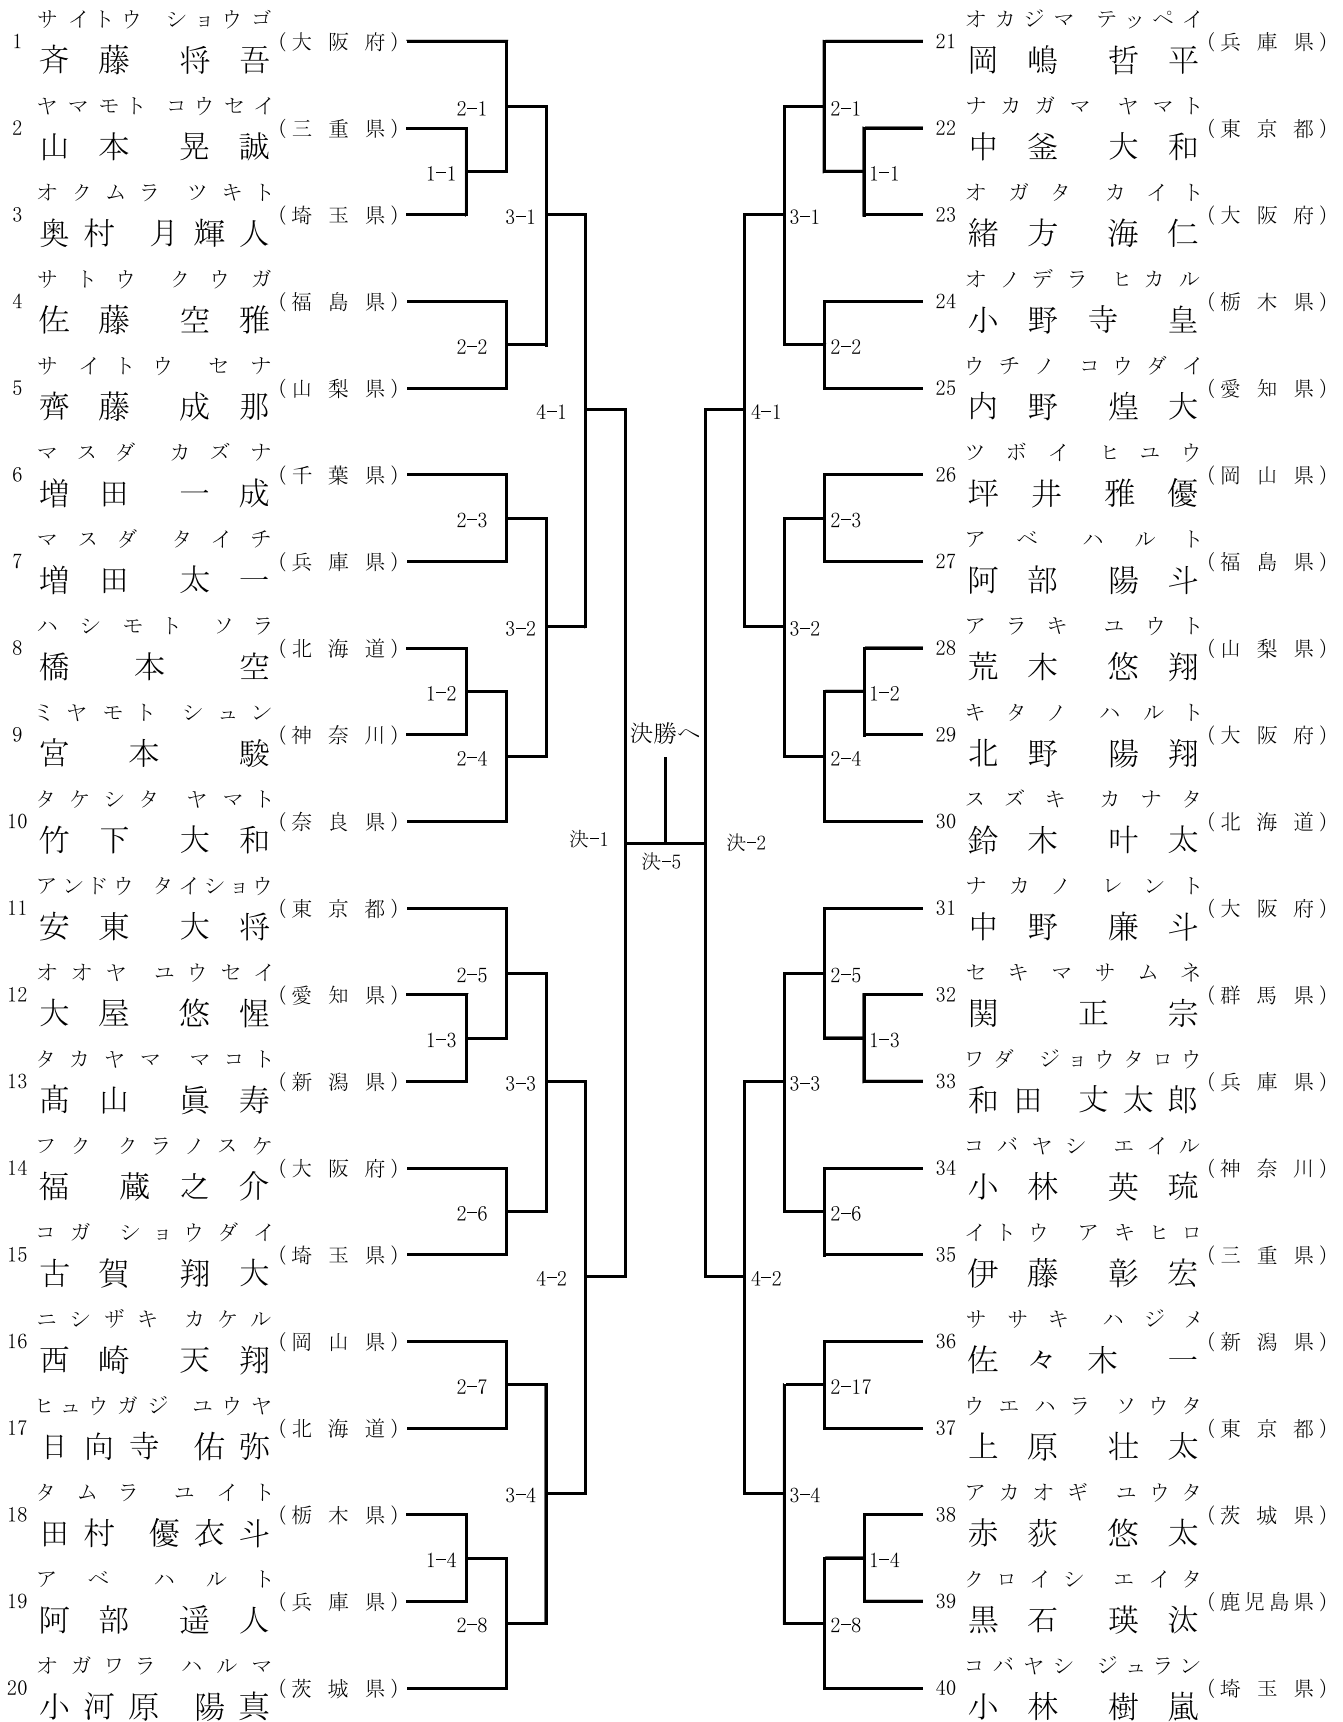 サイトウ ショウゴ
1 斉藤 将吾 (大阪府)
2-1
ヤマモト コウセイ
2 山本 晃誠 (三重県)
1-1
オクムラ ツキト
3 奥村 月輝人 (埼玉県)
3-1
サトウ クウガ
4 佐藤 空雅 (福島県)
2-2
サイトウ セナ
5 齊藤 成那 (山梨県)
4-1
マスダ カズナ
6 増田 一成 (千葉県)
2-3
マスダ タイチ
7 増田 太一 (兵庫県)
3-2
ハシモト ソラ
8 橋本 空 (北海道)
1-2
ミヤモト シュン
9 宮本 駿 (神奈川)
2-4
タケシタ ヤマト
10 竹下 大和 (奈良県)
決-1
アンドウ タイショウ
11 安東 大将 (東京都)
2-5
オオヤ ユウセイ
12 大屋 悠惺 (愛知県)
1-3
タカヤマ マコト
13 髙山 眞寿 (新潟県)
3-3
フク クラノスケ
14 福 蔵之介 (大阪府)
2-6
コガ ショウダイ
15 古賀 翔大 (埼玉県)
4-2
ニシザキ カケル
16 西崎 天翔 (岡山県)
2-7
ヒュウガジ ユウヤ
17 日向寺 佑弥 (北海道)
3-4
タムラ ユイト
18 田村 優衣斗 (栃木県)
1-4
アベ ハルト
19 阿部 遥人 (兵庫県)
2-8
オガワラ ハルマ
20 小河原 陽真 (茨城県)
決勝へ
決-5
オカジマ テッペイ
21 岡嶋 哲平 (兵庫県)
2-1
ナカガマ ヤマト
22 中釜 大和 (東京都)
1-1
オガタ カイト
23 緒方 海仁 (大阪府)
3-1
オノデラ ヒカル
24 小野寺 皇 (栃木県)
2-2
ウチノ コウダイ
25 内野 煌大 (愛知県)
4-1
ツボイ ヒユウ
26 坪井 雅優 (岡山県)
2-3
アベ ハルト
27 阿部 陽斗 (福島県)
3-2
アラキ ユウト
28 荒木 悠翔 (山梨県)
1-2
キタノ ハルト
29 北野 陽翔 (大阪府)
2-4
スズキ カナタ
30 鈴木 叶太 (北海道)
決-2
ナカノ レント
31 中野 廉斗 (大阪府)
2-5
セキ マサムネ
32 関 正宗 (群馬県)
1-3
ワダ ジョウタロウ
33 和田 丈太郎 (兵庫県)
3-3
コバヤシ エイル
34 小林 英琉 (神奈川)
2-6
イトウ アキヒロ
35 伊藤 彰宏 (三重県)
4-2
ササキ ハジメ
36 佐々木 一 (新潟県)
2-17
ウエハラ ソウタ
37 上原 壮太 (東京都)
3-4
アカオギ ユウタ
38 赤荻 悠太 (茨城県)
1-4
クロイシ エイタ
39 黒石 瑛汰 (鹿児島県)
2-8
コバヤシ ジュラン
40 小林 樹嵐 (埼玉県)